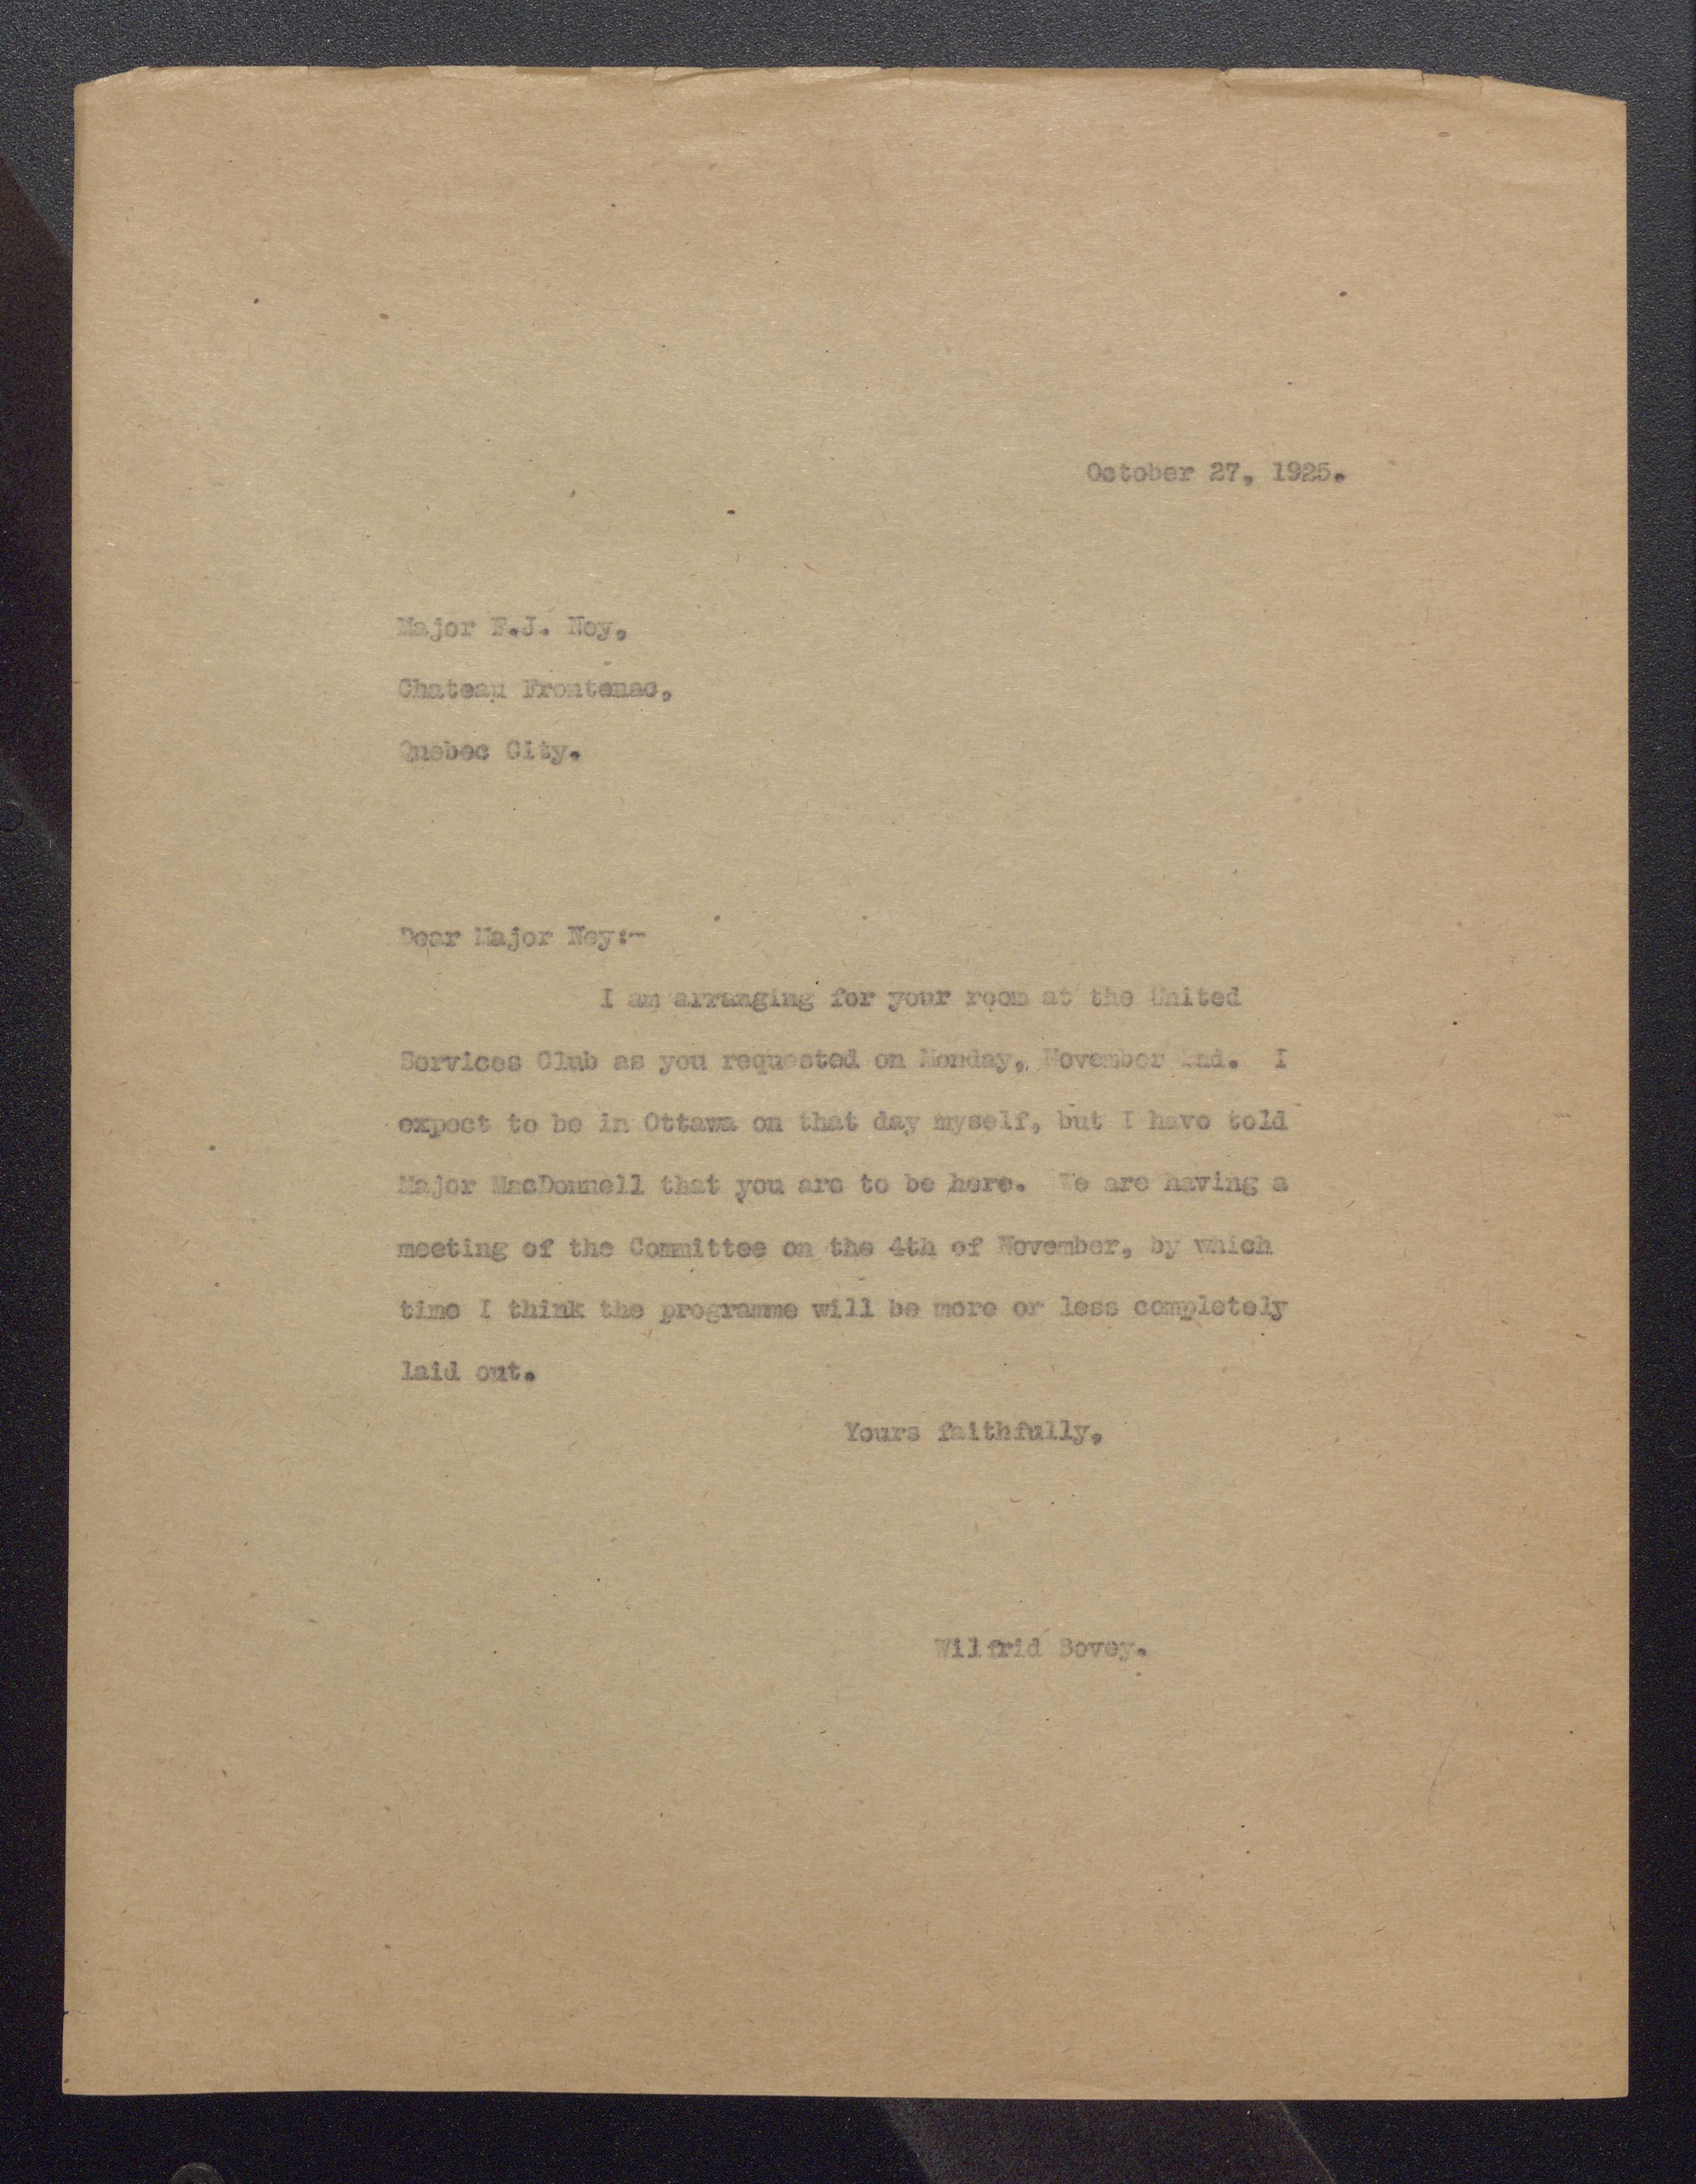 October 27, 1925.
Major F.J. Ney,
Chateau Frontenac,
Quebec City.
Dear Major Ney:-
I am arranging for your room at the United
Services Club as you requested on Monday, November 2nd. I
expect to be in Ottawa on that day myself, but I have told
Major MacDonnell that you are to be here. We are having a
meeting of the Committee on the 4th of November, by which
time I think the programme will be more or less completely
laid out.
Yours faithfully,
Wilfrid Bovey.